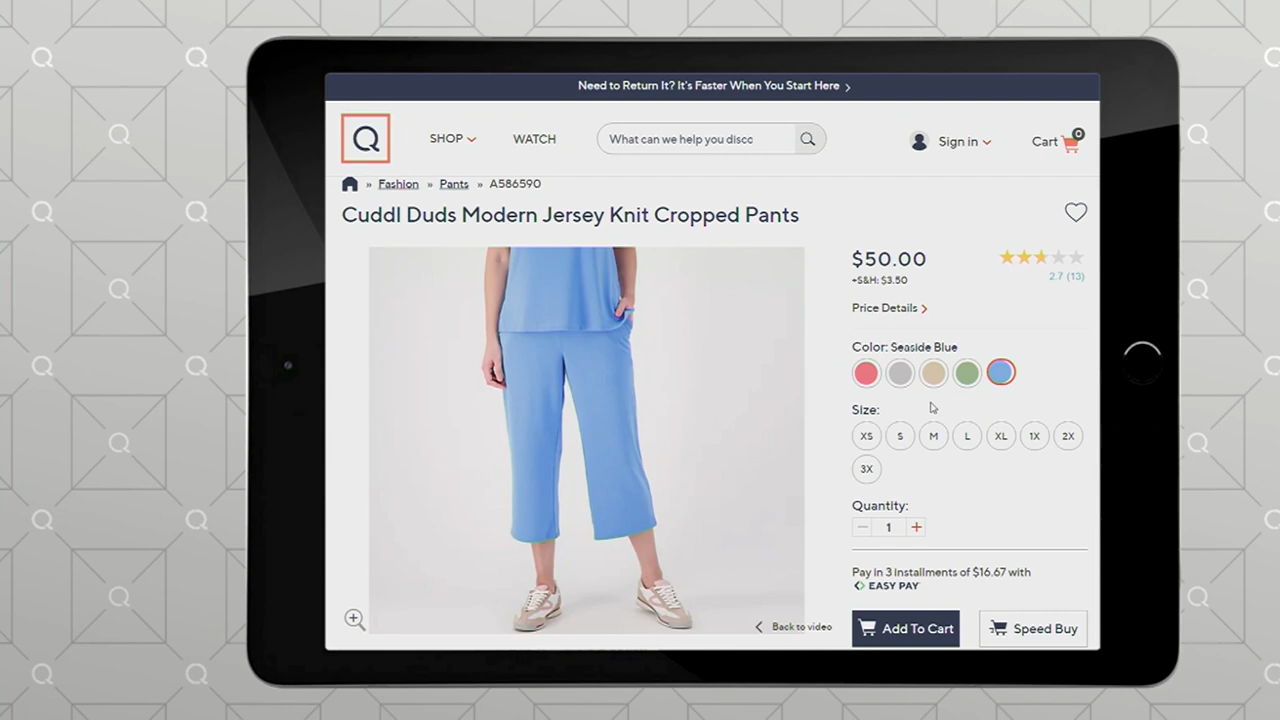 Need to Return It? It's Faster When You Start Here
Q
SHOP
WATCH
What can we help you disco
Sign in
Cart
0
» Fashion » Pants » A586590
Cuddl Duds Modern Jersey Knit Cropped Pants
$50.00
+S&H: $3.50
2.7 (13)
Price Details
Color: Seaside Blue
Size:
XS S M L XL 1X 2X
3X
Quantity:
1
Pay in 3 installments of $16.67 with
EASY PAY
Back to video
Add To Cart
Speed Buy